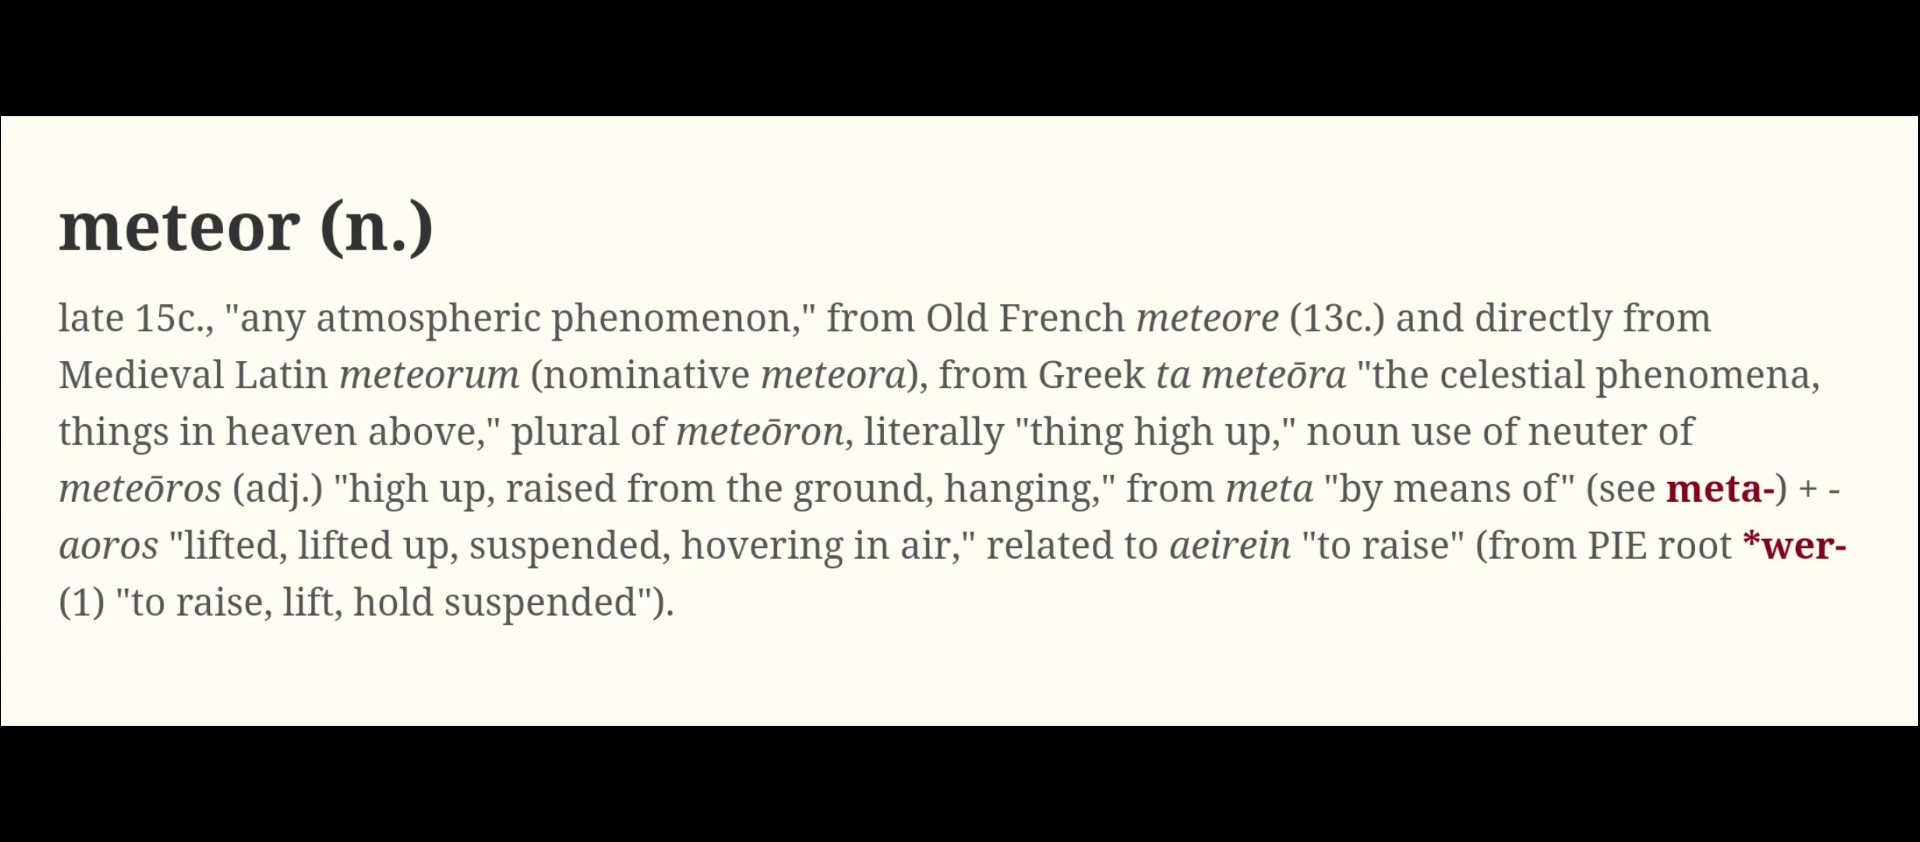 meteor (n.)
late 15c., "any atmospheric phenomenon," from Old French meteore (13c.) and directly from
Medieval Latin meteorum (nominative meteora), from Greek ta meteōra "the celestial phenomena,
things in heaven above," plural of meteōron, literally "thing high up," noun use of neuter of
meteōros (adj.) "high up, raised from the ground, hanging," from meta "by means of" (see meta-) + -
aoros "lifted, lifted up, suspended, hovering in air," related to aeirein "to raise" (from PIE root *wer-
(1) "to raise, lift, hold suspended").